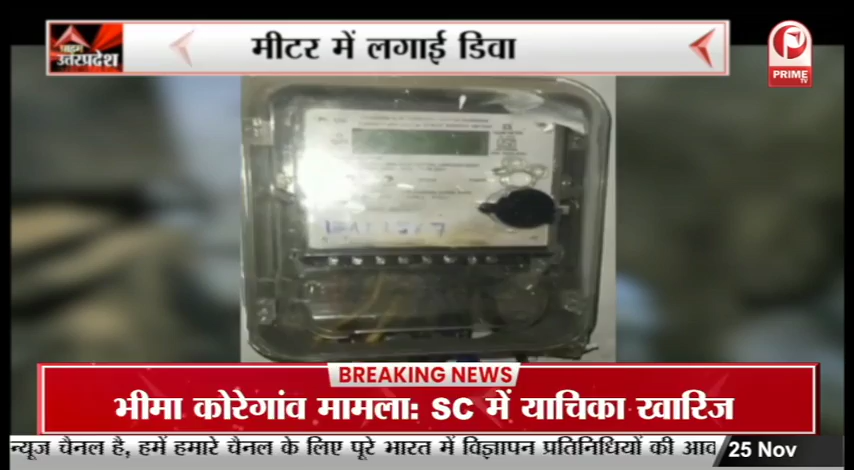 प्राइम
उत्तरप्रदेश
मीटर में लगाई डिवा
PRIME
TV
BREAKING NEWS
भीमा कोरेगांव मामला: SC में याचिका खारिज
न्यूज चैनल है, हमें हमारे चैनल के लिए पूरे भारत में विज्ञापन प्रतिनिधियों की आव
25 Nov